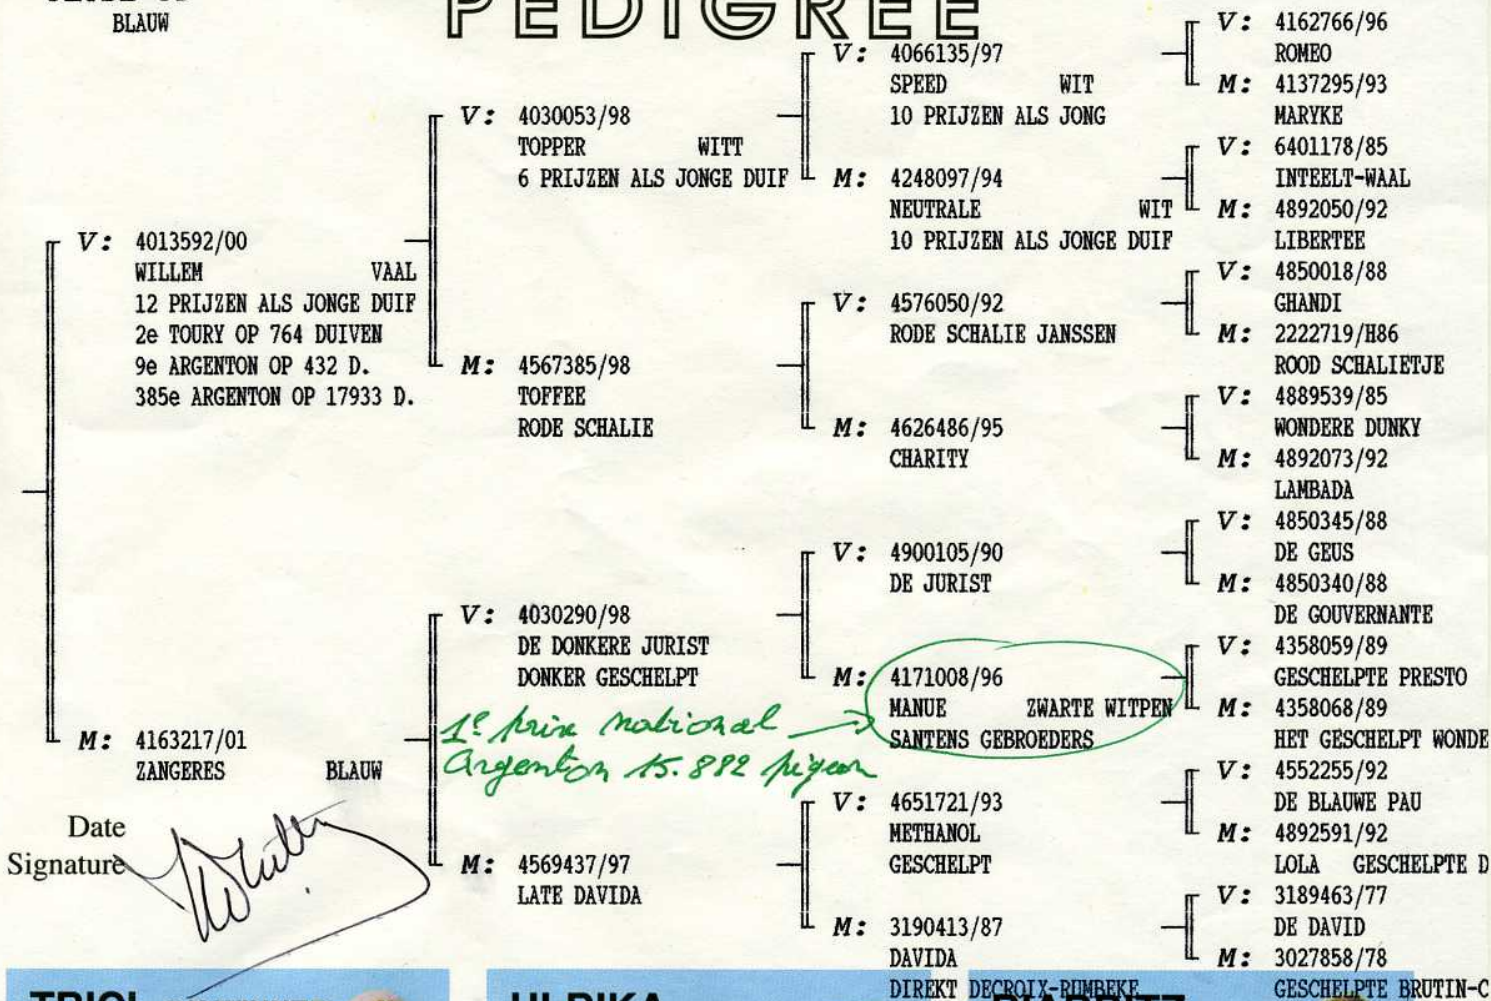 BLAUW
PEDIGREE
V: 4013592/00
WILLEM VAAL
12 PRIJZEN ALS JONGE DUIF
2e TOURY OP 764 DUIVEN
9e ARGENTON OP 432 D.
385e ARGENTON OP 17933 D.
M: 4163217/01
ZANGERES BLAUW
Date
Signature
V: 4030053/98
TOPPER WITT
6 PRIJZEN ALS JONGE DUIF
M: 4567385/98
TOFFEE
RODE SCHALIE
V: 4030290/98
DE DONKERE JURIST
DONKER GESCHELPT
1e prix national
Argenton 15.882 pigeon
M: 4569437/97
LATE DAVIDA
V: 4066135/97
SPEED WIT
10 PRIJZEN ALS JONG
M: 4248097/94
NEUTRALE WIT
10 PRIJZEN ALS JONGE DUIF
V: 4576050/92
RODE SCHALIE JANSSEN
M: 4626486/95
CHARITY
V: 4900105/90
DE JURIST
M: 4171008/96
MANUE ZWARTE WITPEN
SANTENS GEBROEDERS
V: 4651721/93
METHANOL
GESCHELPT
M: 3190413/87
DAVIDA
DIREKT DECROIX-RUMBEKE
V: 4162766/96
ROMEO
M: 4137295/93
MARYKE
V: 6401178/85
INTEELT-WAAL
M: 4892050/92
LIBERTEE
V: 4850018/88
GHANDI
M: 2222719/H86
ROOD SCHALIETJE
V: 4889539/85
WONDERE DUNKY
M: 4892073/92
LAMBADA
V: 4850345/88
DE GEUS
M: 4850340/88
DE GOUVERNANTE
V: 4358059/89
GESCHELPTE PRESTO
M: 4358068/89
HET GESCHELPT WONDE
V: 4552255/92
DE BLAUWE PAU
M: 4892591/92
LOLA GESCHELPTE D
V: 3189463/77
DE DAVID
M: 3027858/78
GESCHELPTE BRUTIN-C